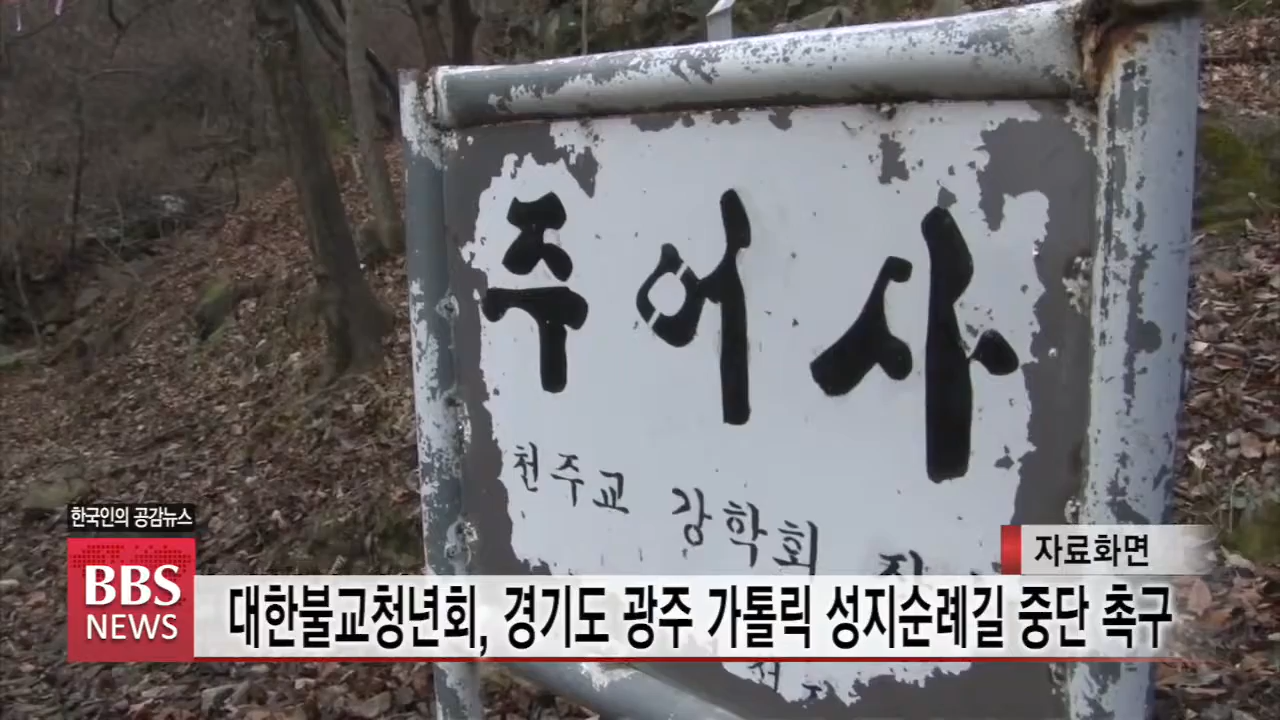 주어사
천주교 강학회
자료화면
한국인의 공감뉴스
BBS
NEWS
대한불교청년회, 경기도 광주 가톨릭 성지순례길 중단 촉구